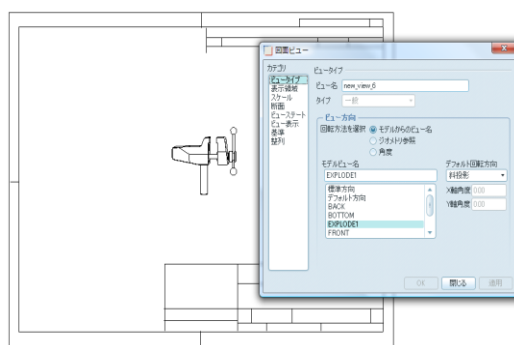 図面ビュー
カテゴリ
ビュータイプ
表示領域
スケール
断面
ビューステート
ビュー表示
基準
整列
ビュータイプ
ビュー名 new_view_6
タイプ 一般
ビュー方向
回転方法を選択 モデルからのビュー名
ジオメトリ参照
角度
モデルビュー名
EXPLODE1
標準方向
デフォルト方向
BACK
BOTTOM
EXPLODE1
FRONT
デフォルト回転方向
斜投影
X軸角度 0.00
Y軸角度 0.00
OK 閉じる 適用